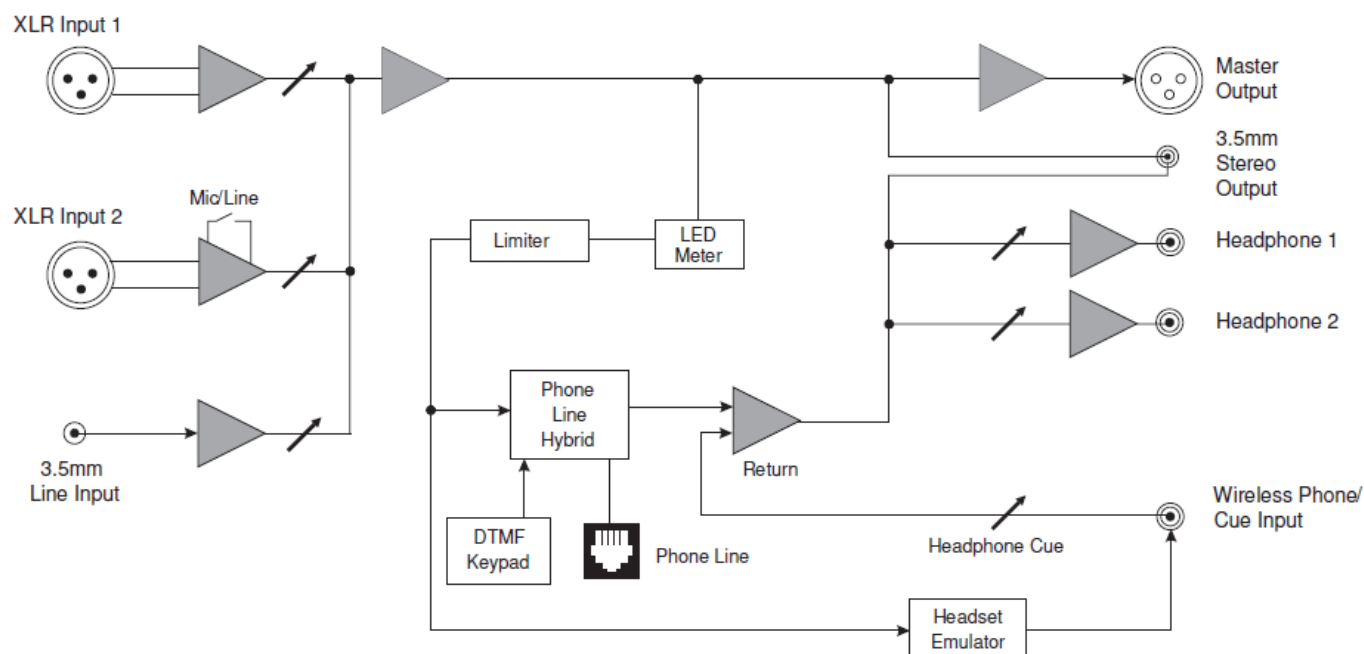 XLR Input 1
Master
Output
3.5mm
Stereo
Output
Mic/Line
XLR Input 2
Limiter
LED
Meter
Headphone 1
Headphone 2
Phone
Line
Hybrid
Return
3.5mm
Line Input
Wireless Phone/
Cue Input
DTMF
Keypad
Phone Line
Headphone Cue
Headset
Emulator